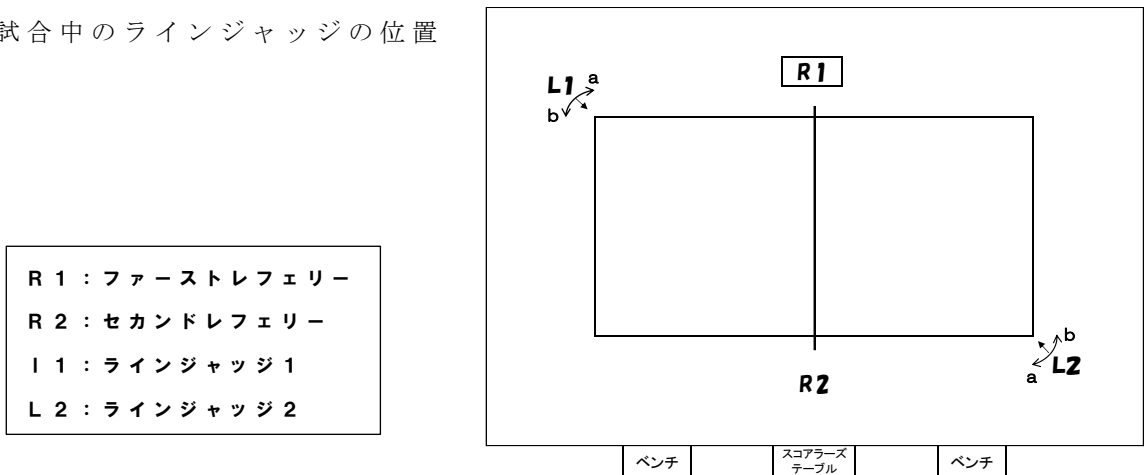 試合中のラインジャッジの位置
R1
L1
a
b
R1：ファーストレフェリー
R2：セカンドレフェリー
l1：ラインジャッジ1
L2：ラインジャッジ2
b
L2
a
R2
ベンチ
スコアラーズ
テーブル
ベンチ